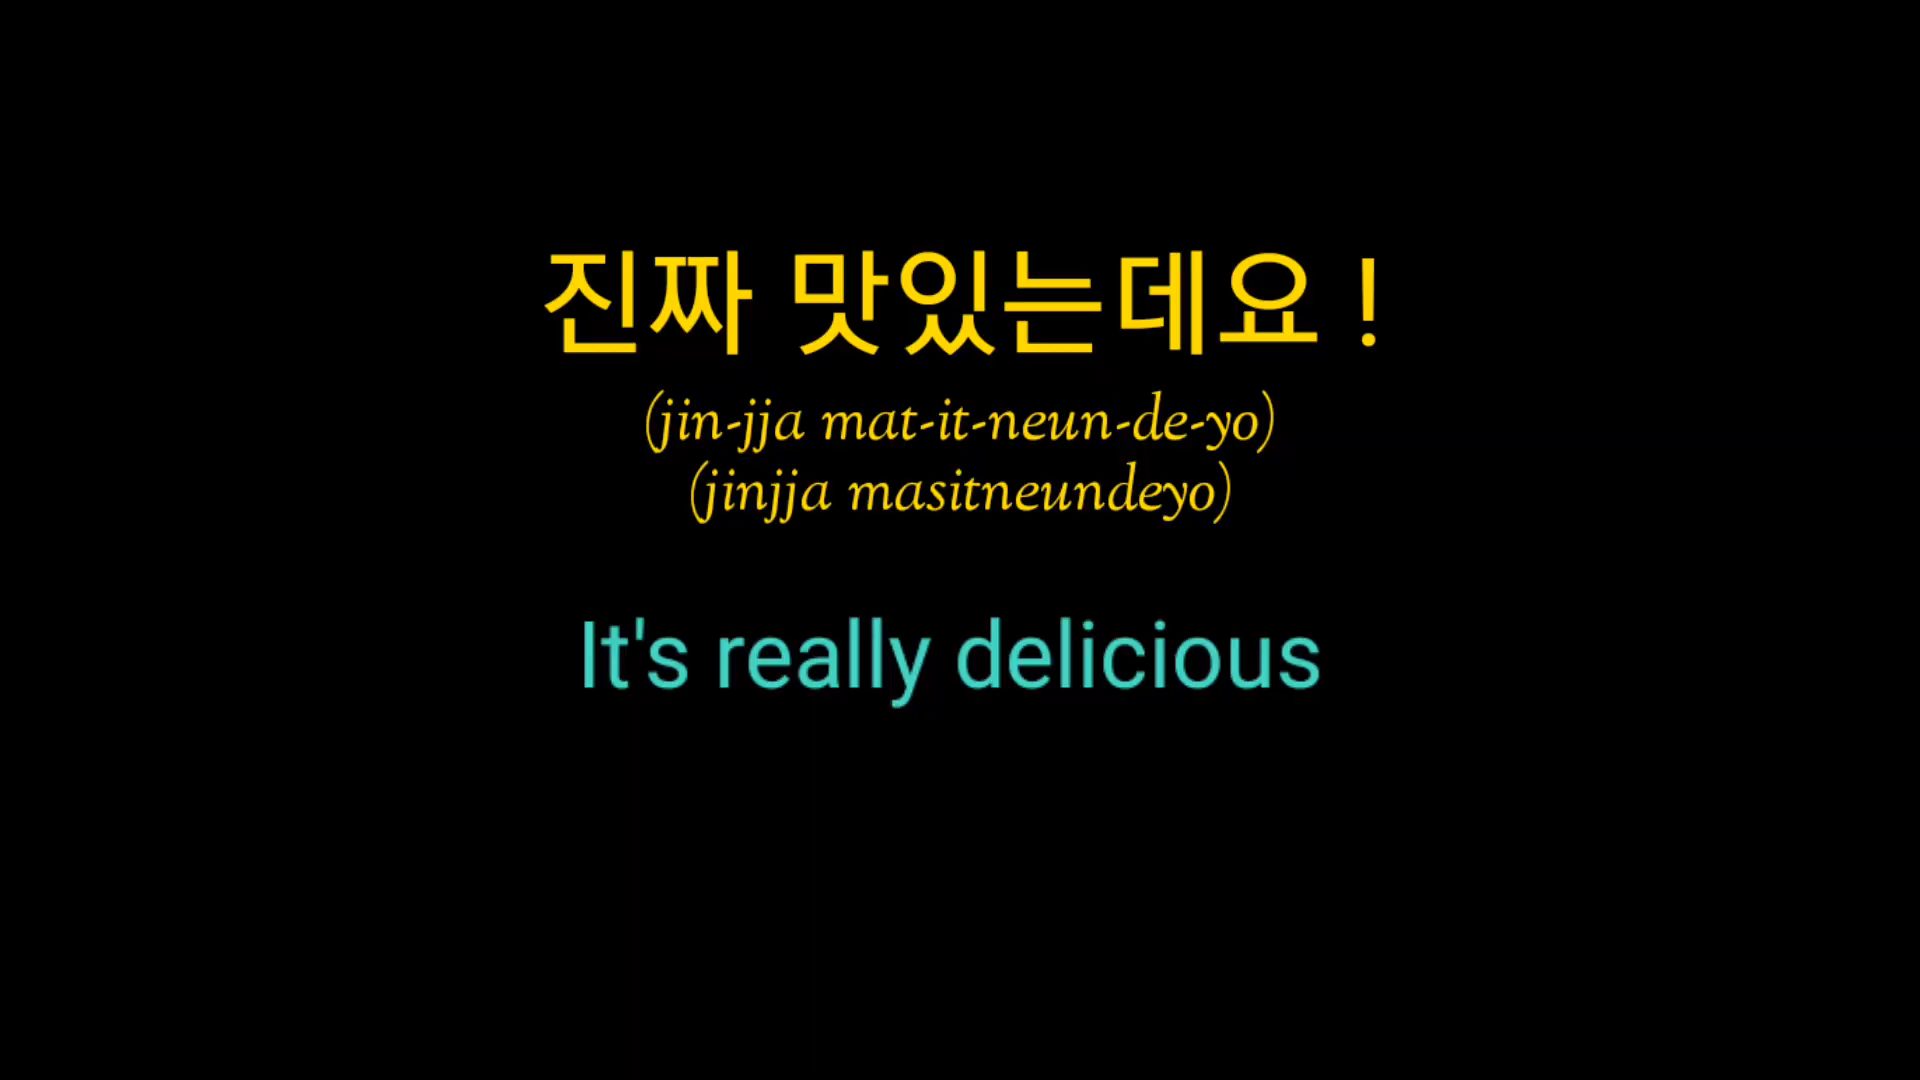 진짜 맛있는데요 !
(jin-jja mat-it-neun-de-yo)
(jinjja masitneundeyo)
It's really delicious